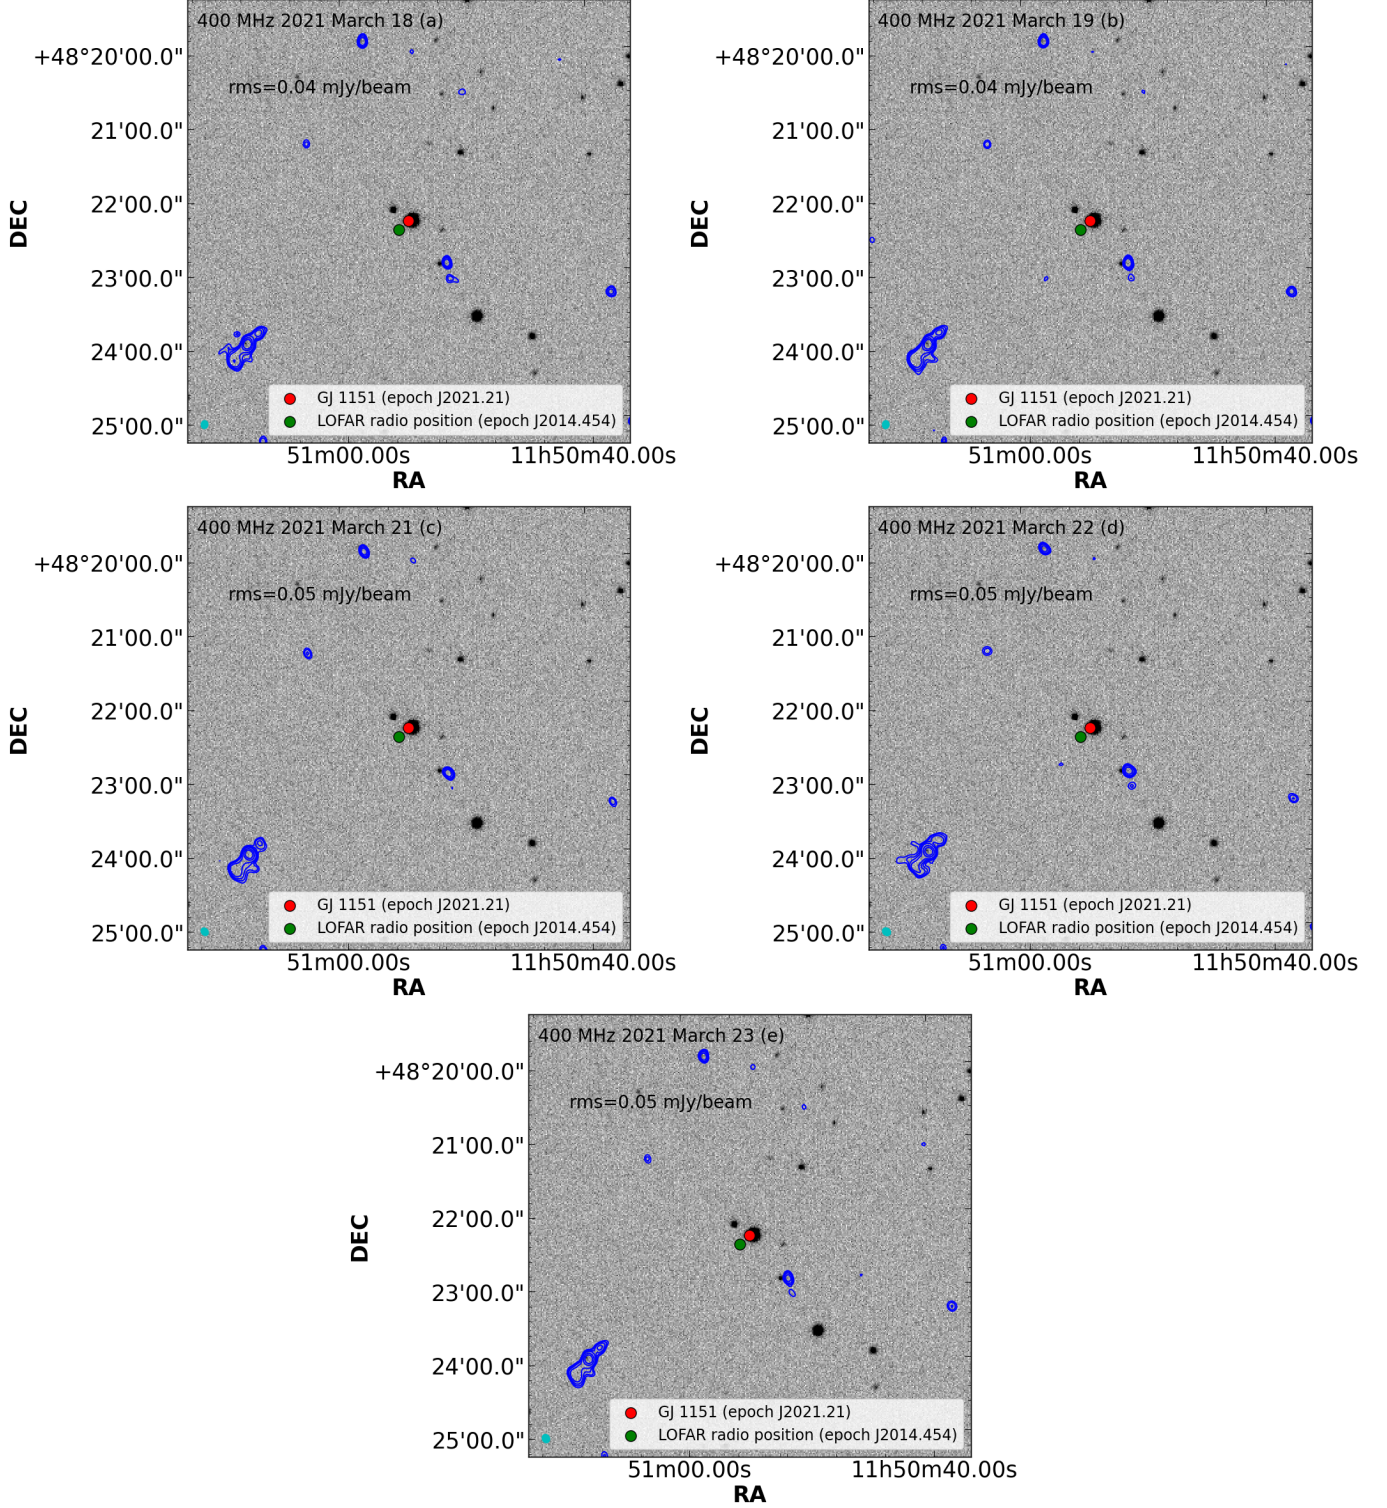 400 MHz 2021 March 18 (a)
rms=0.04 mJy/beam
+48°20'00.0"
21'00.0"
22'00.0"
23'00.0"
24'00.0"
25'00.0"
DEC
GJ 1151 (epoch J2021.21)
LOFAR radio position (epoch J2014.454)
51m00.00s
11h50m40.00s
RA
400 MHz 2021 March 19 (b)
rms=0.04 mJy/beam
+48°20'00.0"
21'00.0"
22'00.0"
23'00.0"
24'00.0"
25'00.0"
DEC
GJ 1151 (epoch J2021.21)
LOFAR radio position (epoch J2014.454)
51m00.00s
11h50m40.00s
RA
400 MHz 2021 March 21 (c)
rms=0.05 mJy/beam
+48°20'00.0"
21'00.0"
22'00.0"
23'00.0"
24'00.0"
25'00.0"
DEC
GJ 1151 (epoch J2021.21)
LOFAR radio position (epoch J2014.454)
51m00.00s
11h50m40.00s
RA
400 MHz 2021 March 22 (d)
rms=0.05 mJy/beam
+48°20'00.0"
21'00.0"
22'00.0"
23'00.0"
24'00.0"
25'00.0"
DEC
GJ 1151 (epoch J2021.21)
LOFAR radio position (epoch J2014.454)
51m00.00s
11h50m40.00s
RA
400 MHz 2021 March 23 (e)
rms=0.05 mJy/beam
+48°20'00.0"
21'00.0"
22'00.0"
23'00.0"
24'00.0"
25'00.0"
DEC
GJ 1151 (epoch J2021.21)
LOFAR radio position (epoch J2014.454)
51m00.00s
11h50m40.00s
RA